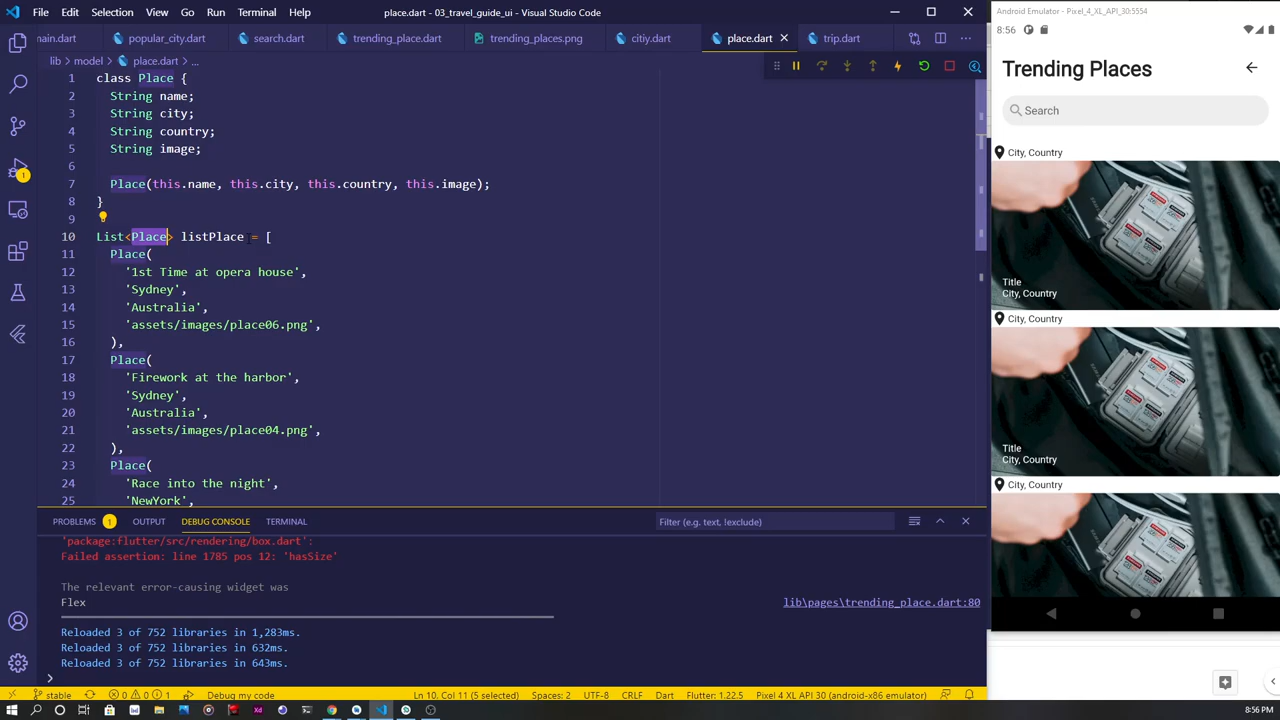 File Edit Selection View Go Run Terminal Help place.dart - 03_travel_guide_ui - Visual Studio Code
main.dart popular_city.dart search.dart trending_place.dart trending_places.png citiy.dart place.dart trip.dart
lib > model > place.dart > ...
1 class Place {
2 String name;
3 String city;
4 String country;
5 String image;
6
7 Place(this.name, this.city, this.country, this.image);
8 }
9
10 List<Place> listPlace = [
11 Place(
12 '1st Time at opera house',
13 'Sydney',
14 'Australia',
15 'assets/images/place06.png',
16 ),
17 Place(
18 'Firework at the harbor',
19 'Sydney',
20 'Australia',
21 'assets/images/place04.png',
22 ),
23 Place(
24 'Race into the night',
25 'NewYork',
1
PROBLEMS 1 OUTPUT DEBUG CONSOLE TERMINAL
Filter (e.g. text, !exclude)
'package:flutter/src/rendering/box.dart':
Failed assertion: line 1785 pos 12: 'hasSize'
The relevant error-causing widget was
Flex lib\pages\trending_place.dart:80
Reloaded 3 of 752 libraries in 1,283ms.
Reloaded 3 of 752 libraries in 632ms.
Reloaded 3 of 752 libraries in 643ms.
>
stable 0 0 1 Debug my code Ln 10, Col 11 (5 selected) Spaces: 2 UTF-8 CRLF Dart Flutter: 1.22.5 Pixel 4 XL API 30 (android-x86 emulator)
8:56 PM
Android Emulator - Pixel_4_XL_API_30:5554
8:56
Trending Places
Search
City, Country
Title
City, Country
City, Country
Title
City, Country
City, Country